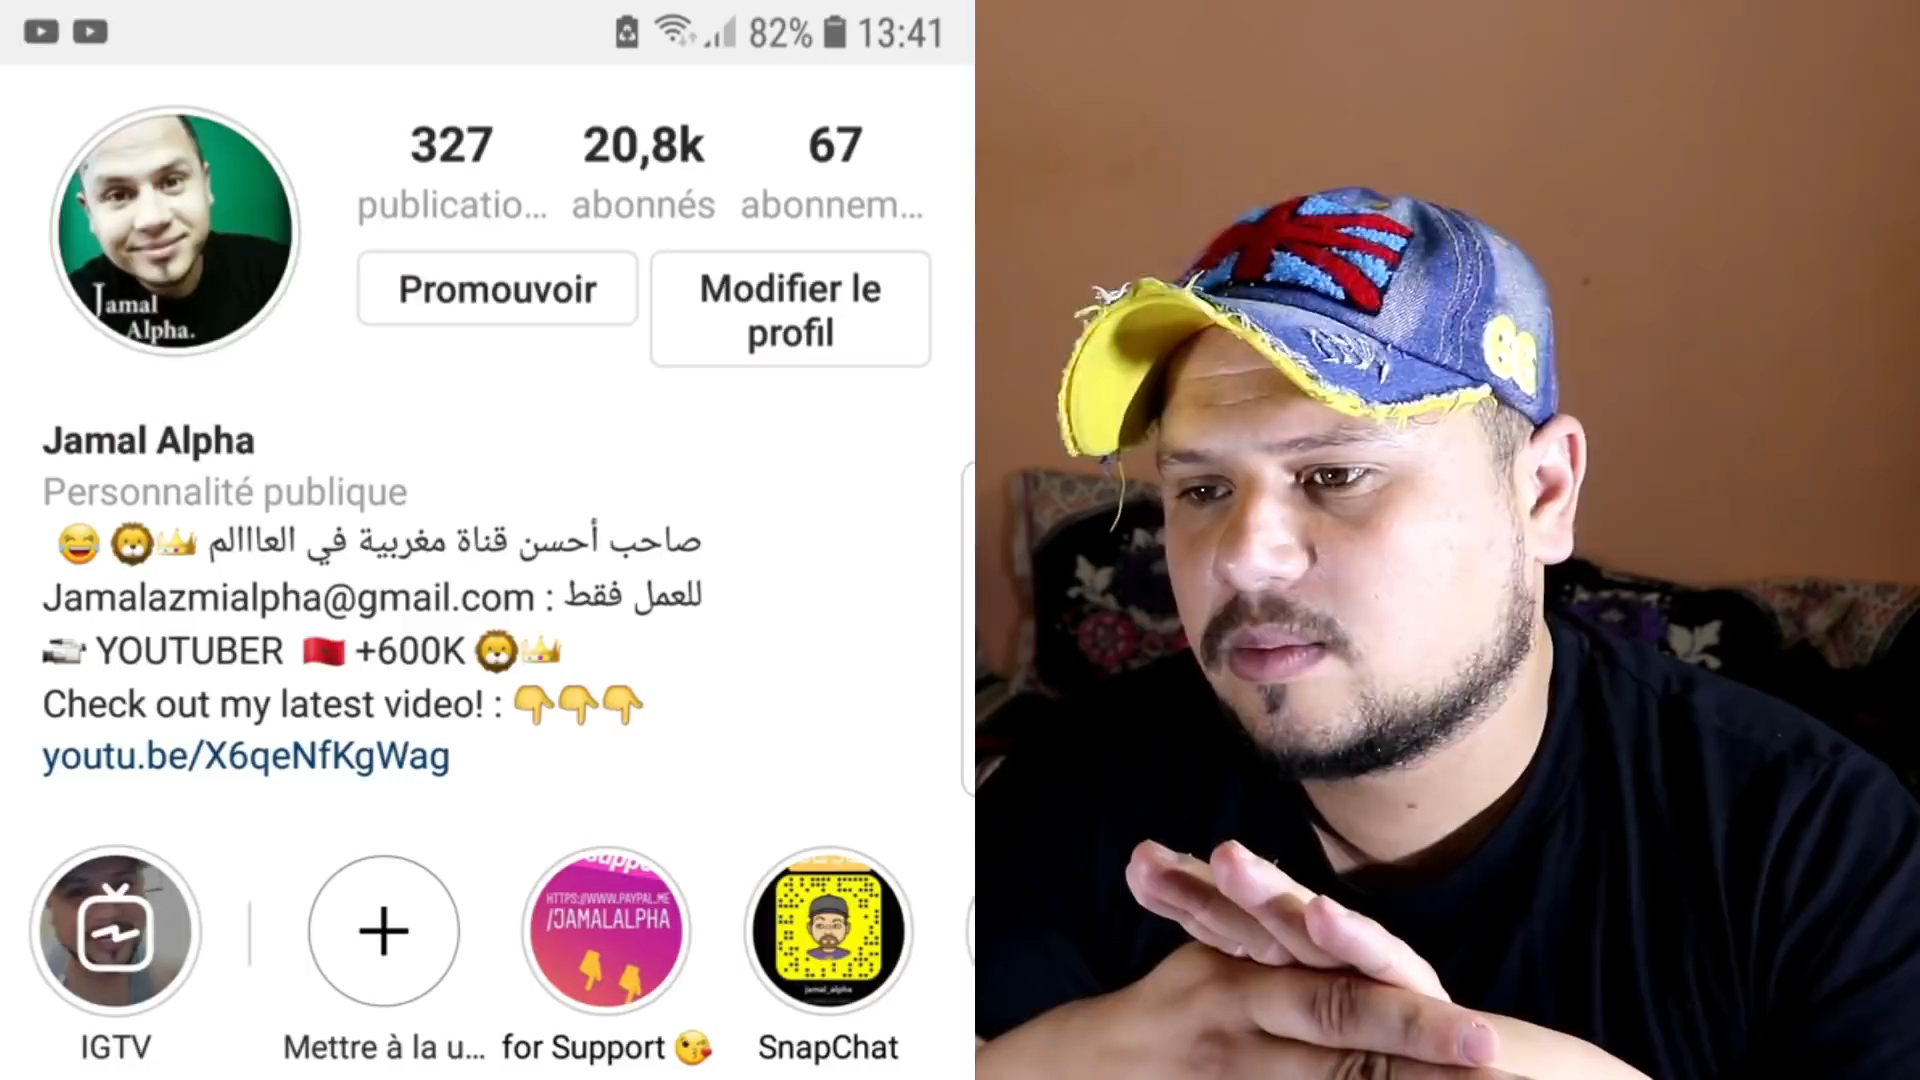 82% 13:41
327 20,8k 67
publicatio... abonnés abonnem...
Promouvoir
Modifier le
profil
Jamal
Alpha.
Jamal Alpha
Personnalité publique
صاحب أحسن قناة مغربية في العاااالم 👑🦁😂
Jamalazmialpha@gmail.com : للعمل فقط
YOUTUBER 🇲🇦 +600K 🦁👑
Check out my latest video! : 👇👇👇
youtu.be/X6qeNfKgWag
HTTPS://WWW.PAYPAL.ME
/JAMALALPHA
jamal_alpha
IGTV
Mettre à la u...
for Support 😘
SnapChat
66